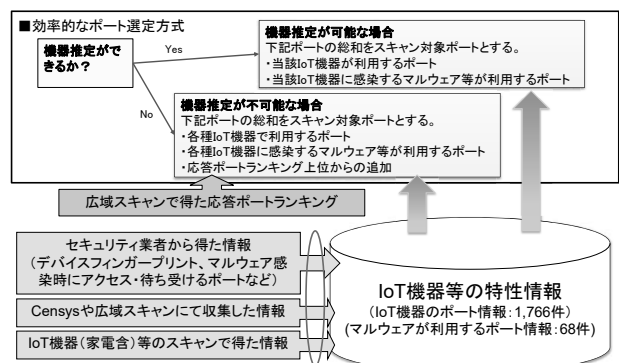 ■効率的なポート選定方式
機器推定がで
きるか？
Yes
No
機器推定が可能な場合
下記ポートの総和をスキャン対象ポートとする。
・当該IoT機器が利用するポート
・当該IoT機器に感染するマルウェア等が利用するポート
機器推定が不可能な場合
下記ポートの総和をスキャン対象ポートとする。
・各種IoT機器で利用するポート
・各種IoT機器に感染するマルウェア等が利用するポート
・応答ポートランキング上位からの追加
広域スキャンで得た応答ポートランキング
セキュリティ業者から得た情報
（デバイスフィンガープリント、マルウェア感
染時にアクセス・待ち受けるポートなど）
Censysや広域スキャンにて収集した情報
IoT機器（家電含）等のスキャンで得た情報
IoT機器等の特性情報
（IoT機器のポート情報：1,766件）
（マルウェアが利用するポート情報：68件）